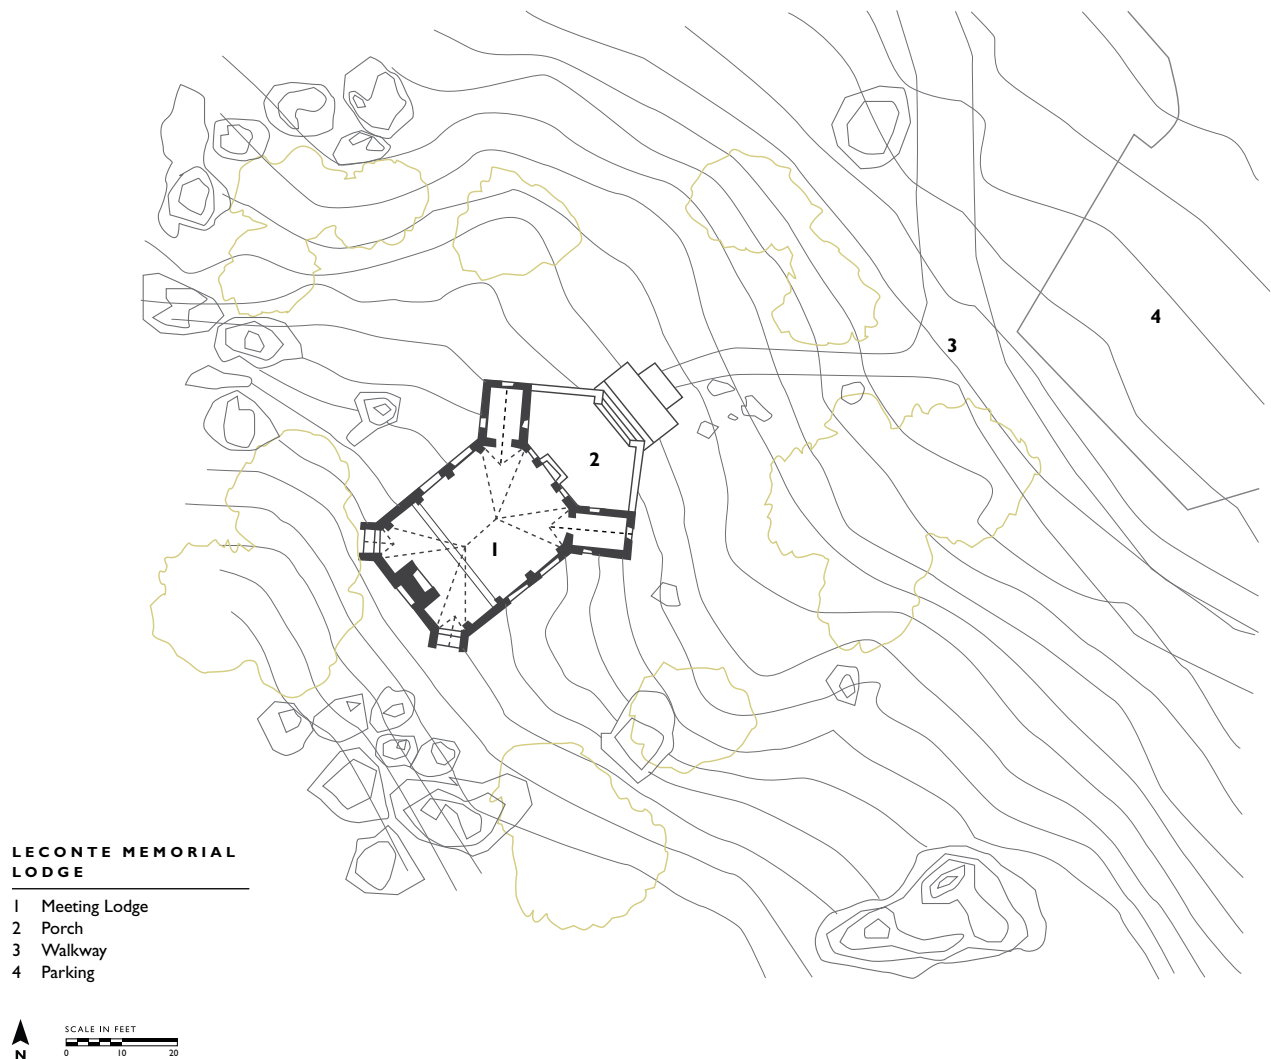 4
3
2
1
LECONTE MEMORIAL
LODGE
1 Meeting Lodge
2 Porch
3 Walkway
4 Parking
SCALE IN FEET
0 10 20
N